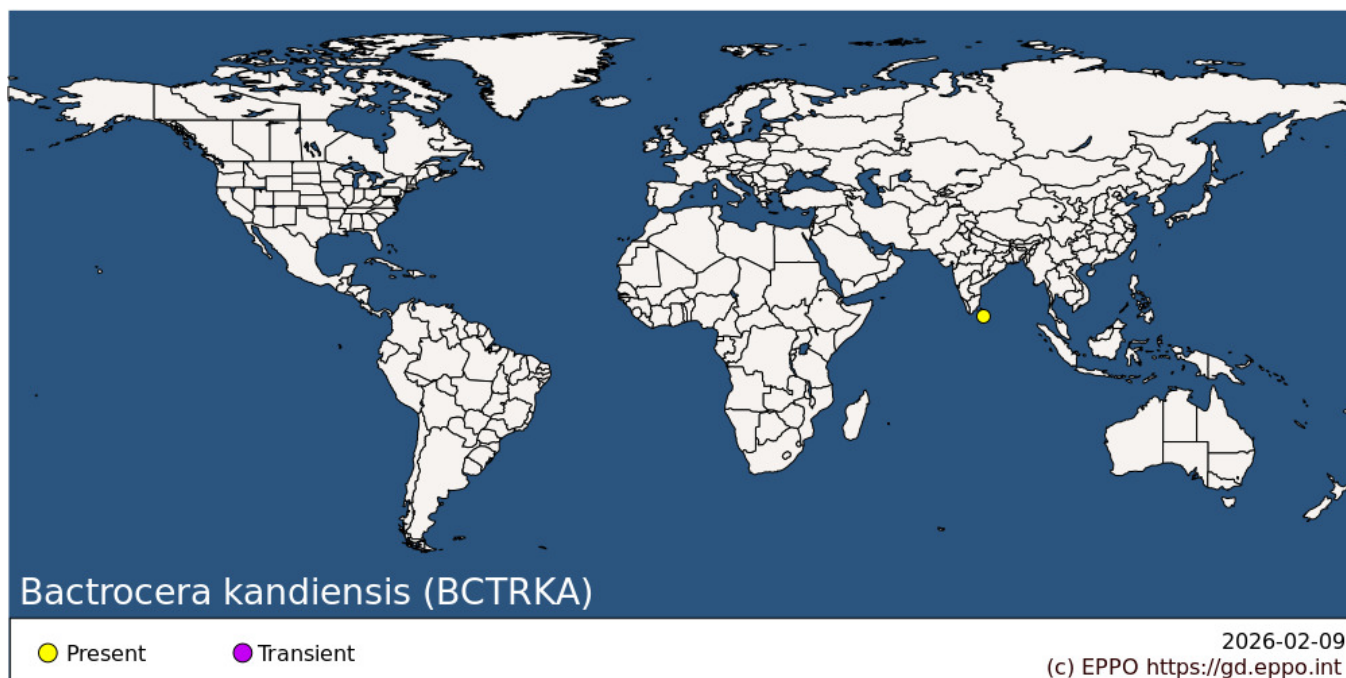 Bactrocera kandiensis (BCTRKA)
Present
Transient
2026-02-09
(c) EPPO https://gd.eppo.int